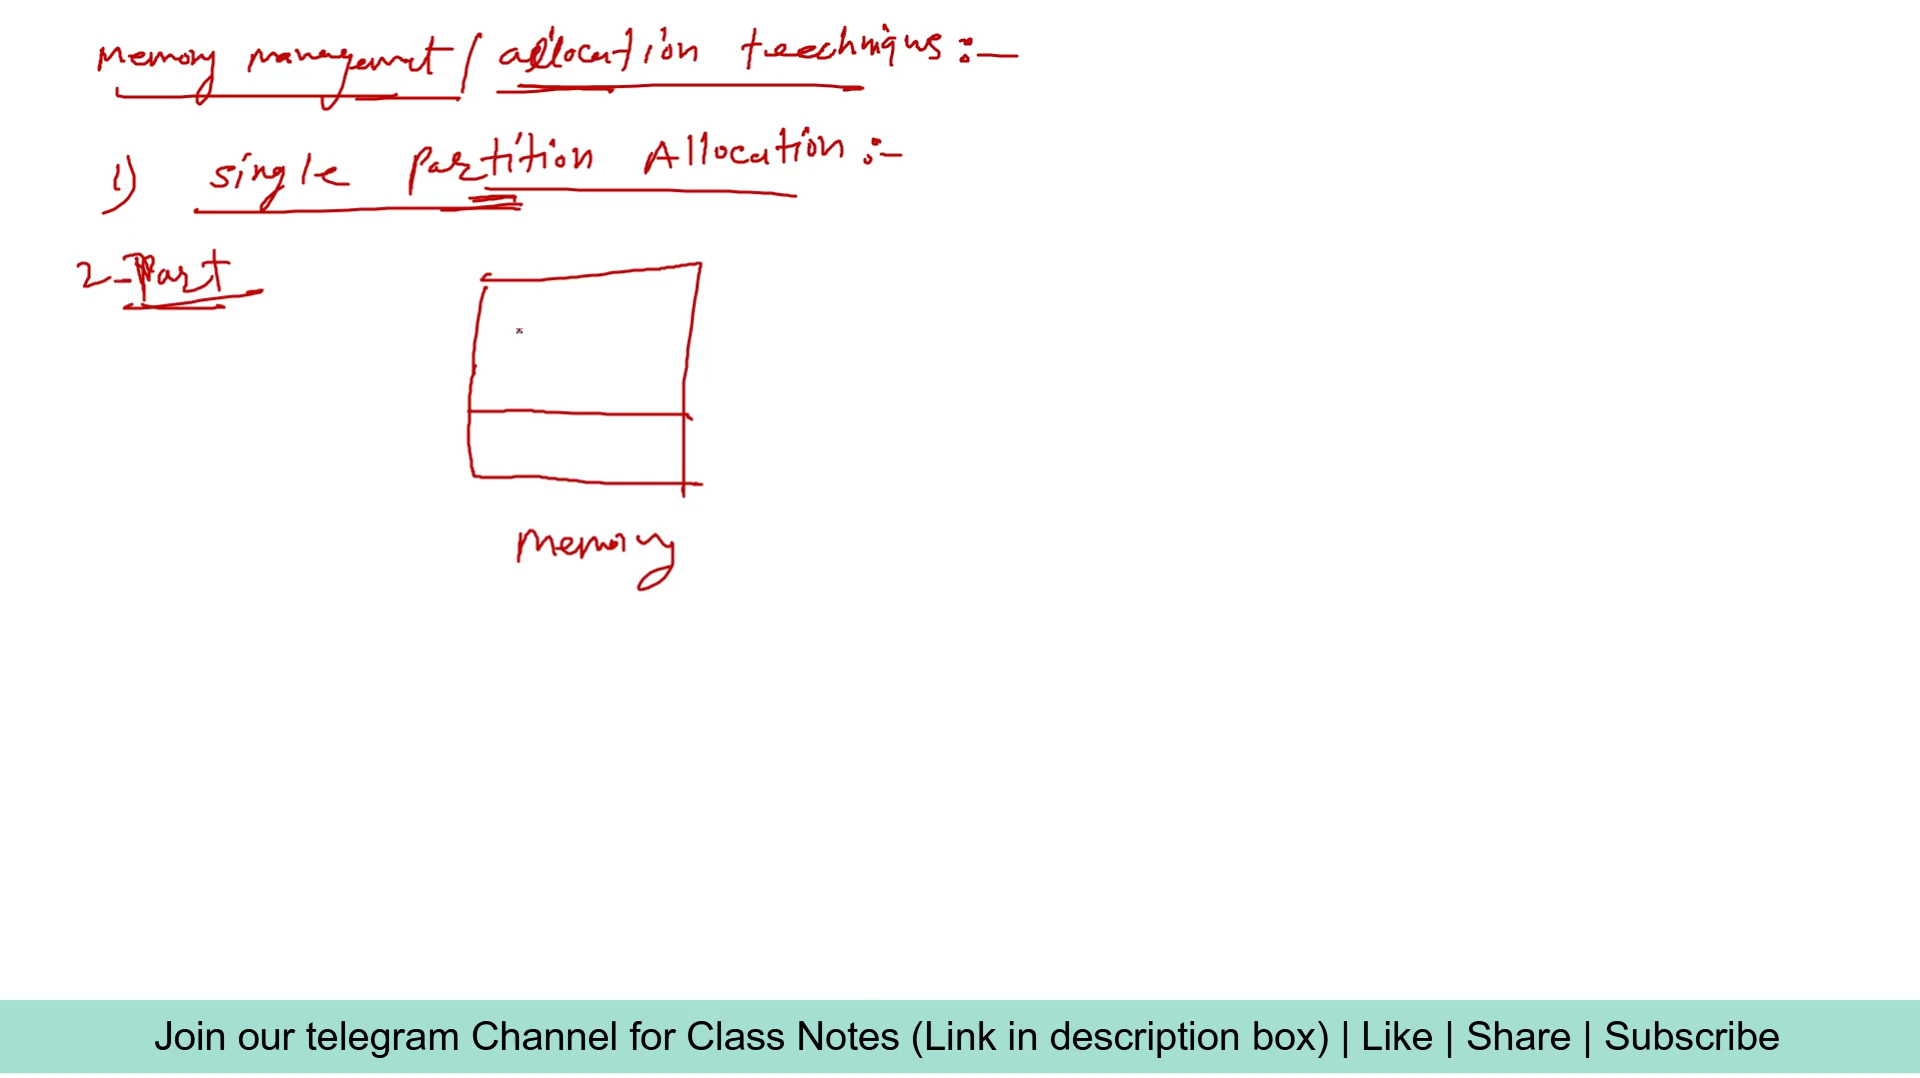 Memory management / allocation teechniqus :-
1) single Partition Allocation :-
2-Part
Memory
Join our telegram Channel for Class Notes (Link in description box) | Like | Share | Subscribe